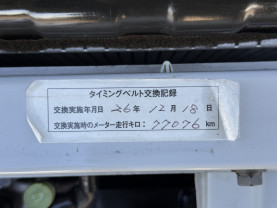 タイミングベルト交換記録
交換実施年月日 26年 12月 18日
交換実施時のメーター走行キロ: 77076 km